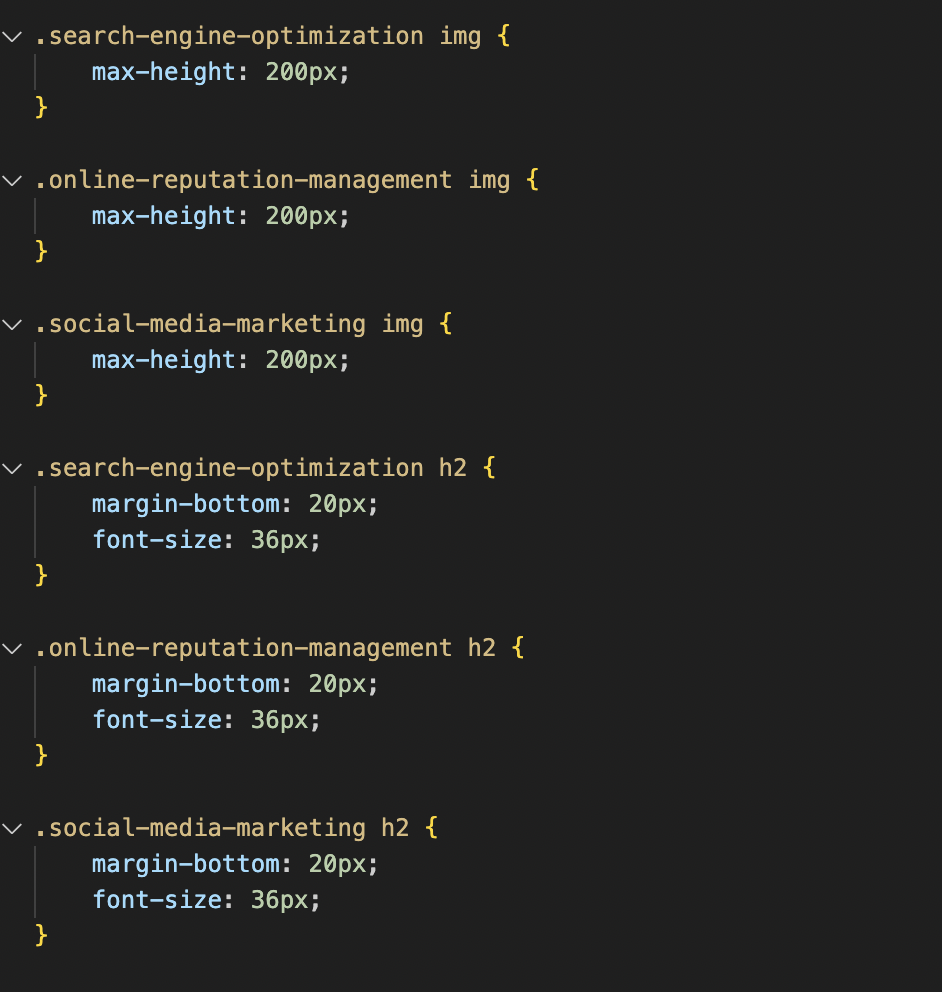 .search-engine-optimization img {
    max-height: 200px;
}

.online-reputation-management img {
    max-height: 200px;
}

.social-media-marketing img {
    max-height: 200px;
}

.search-engine-optimization h2 {
    margin-bottom: 20px;
    font-size: 36px;
}

.online-reputation-management h2 {
    margin-bottom: 20px;
    font-size: 36px;
}

.social-media-marketing h2 {
    margin-bottom: 20px;
    font-size: 36px;
}